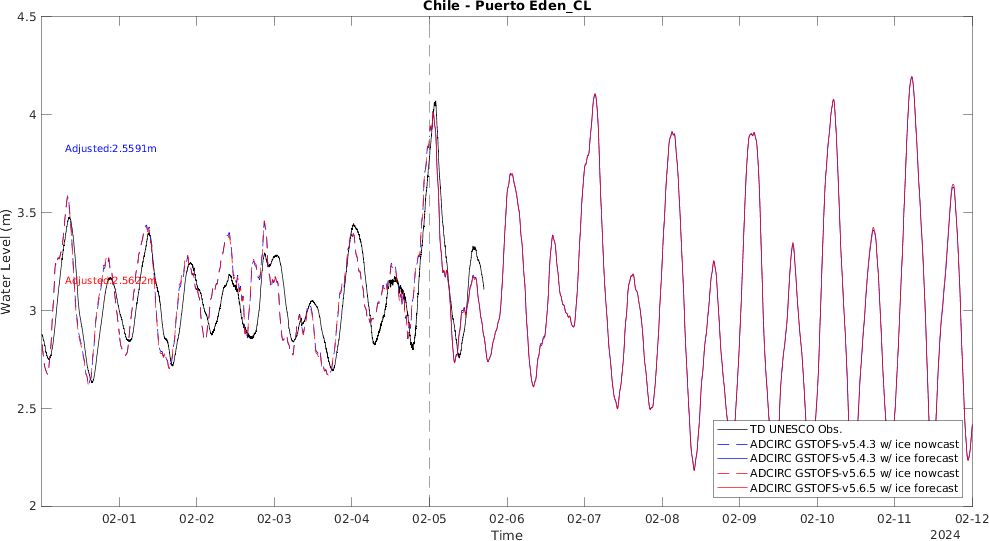 Chile - Puerto Eden_CL
4.5
4
3.5
3
2.5
2
Water Level (m)
Adjusted:2.5591m
Adjusted:2.5622m
TD UNESCO Obs.
ADCIRC GSTOFS-v5.4.3 w/ ice nowcast
ADCIRC GSTOFS-v5.4.3 w/ ice forecast
ADCIRC GSTOFS-v5.6.5 w/ ice nowcast
ADCIRC GSTOFS-v5.6.5 w/ ice forecast
02-01 02-02 02-03 02-04 02-05 02-06 02-07 02-08 02-09 02-10 02-11 02-12
Time
2024